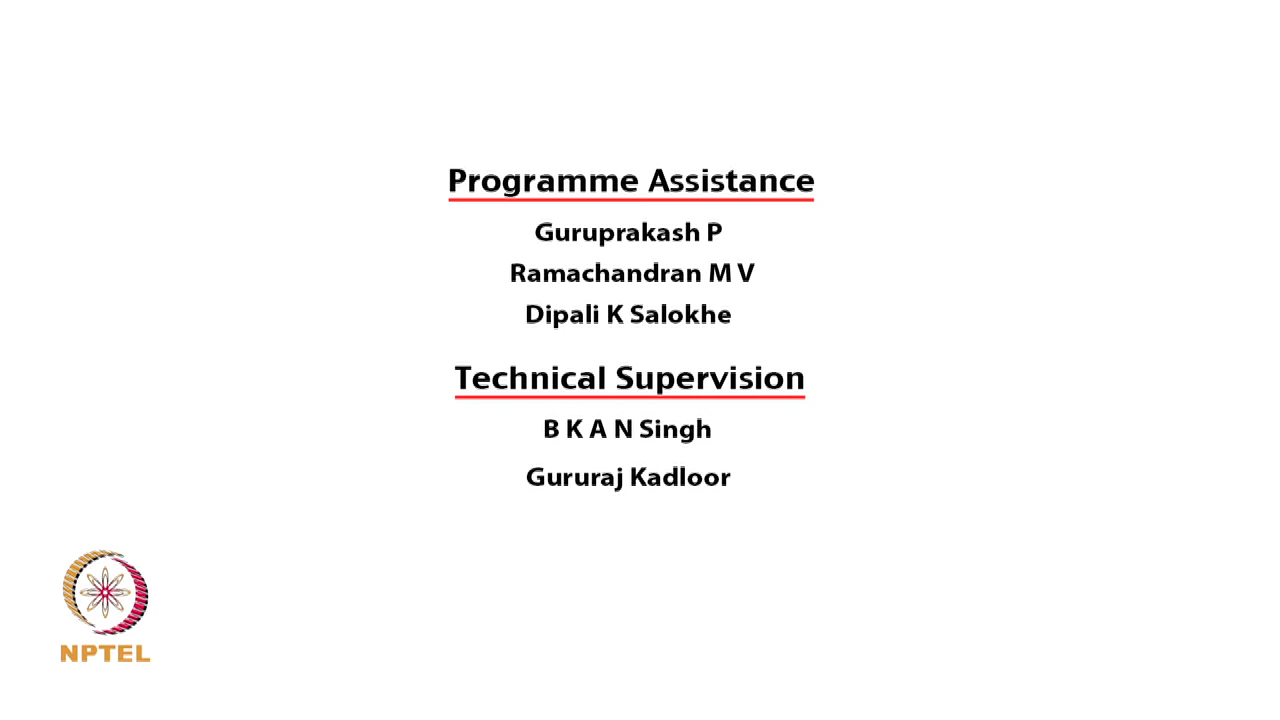 Programme Assistance
Guruprakash P
Ramachandran M V
Dipali K Salokhe
Technical Supervision
B K A N Singh
Gururaj Kadloor
NPTEL